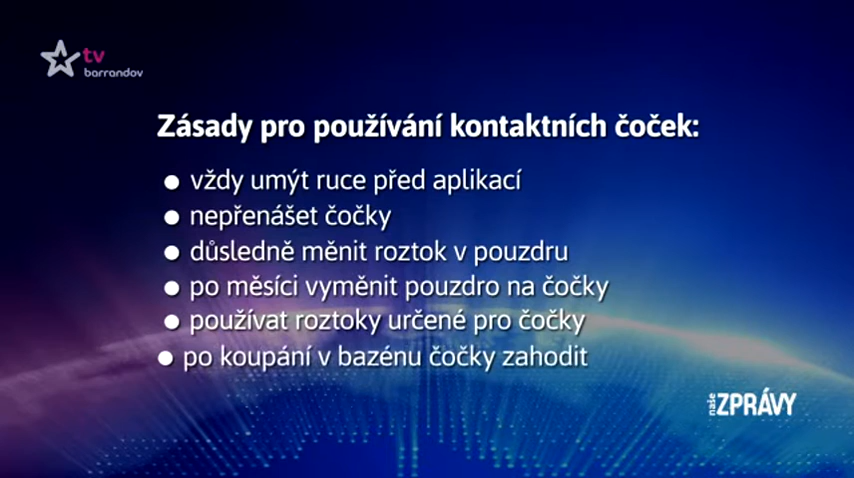 tv
barrandov
Zásady pro používání kontaktních čoček:
● vždy umýt ruce před aplikací
● nepřenášet čočky
● důsledně měnit roztok v pouzdru
● po měsíci vyměnit pouzdro na čočky
● používat roztoky určené pro čočky
● po koupání v bazénu čočky zahodit
naše ZPRÁVY